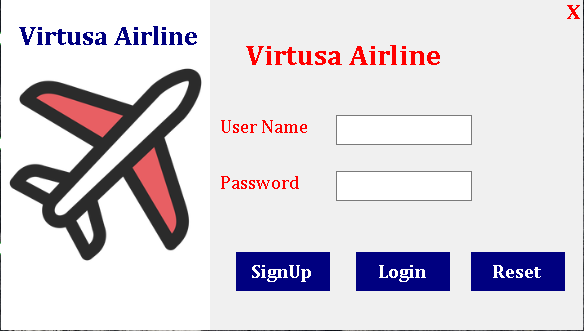 Virtusa Airline
X
Virtusa Airline
User Name
Password
SignUp
Login
Reset